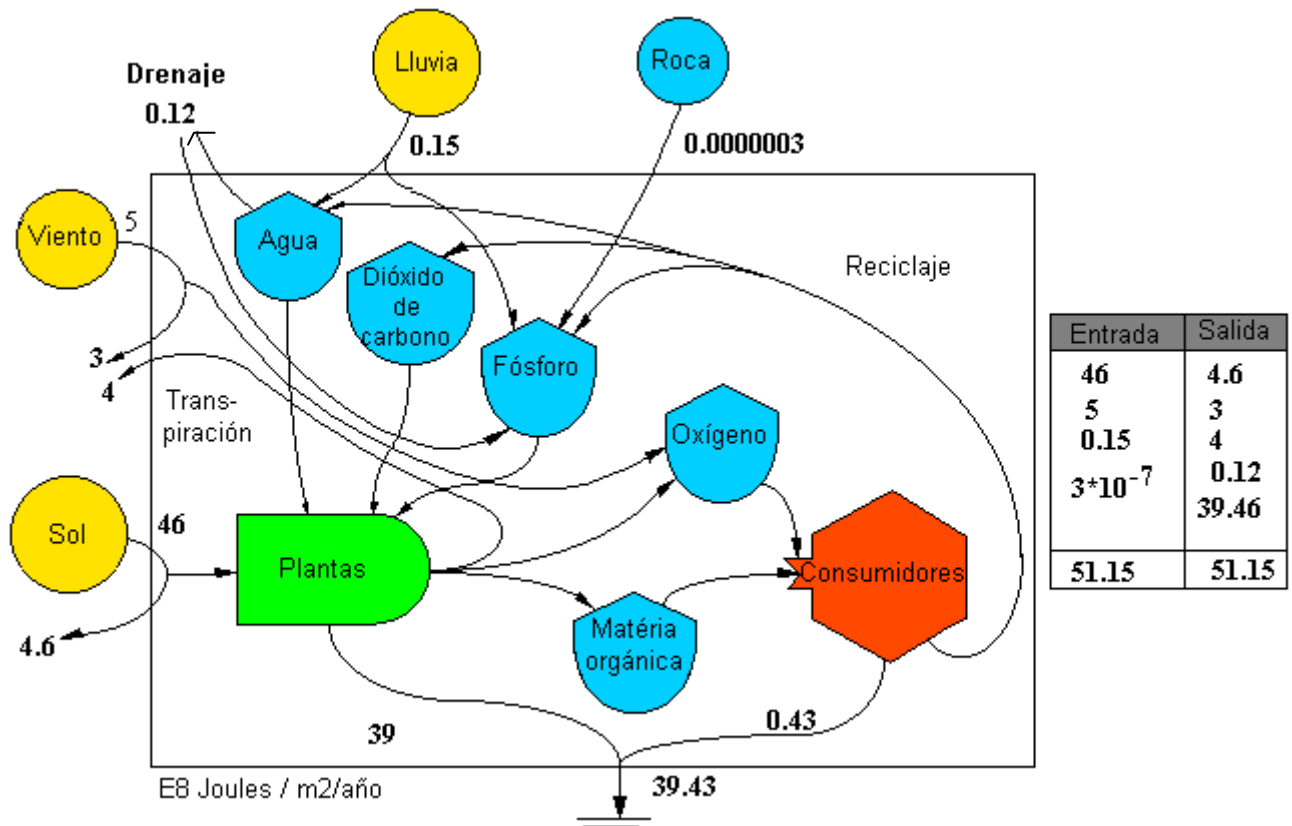 Lluvia
Roca
Drenaje
0.12
0.15
0.0000003
Viento
5
Agua
Dióxido
de
carbono
Fósforo
Reciclaje
3
4
Trans-
piración
Oxígeno
Sol
46
Plantas
Consumidores
4.6
Matéria
orgánica
39
0.43
39.43
E8 Joules / m2/año
Entrada Salida
46 4.6
5 3
0.15 4
3*10⁻⁷ 0.12
39.46
51.15 51.15